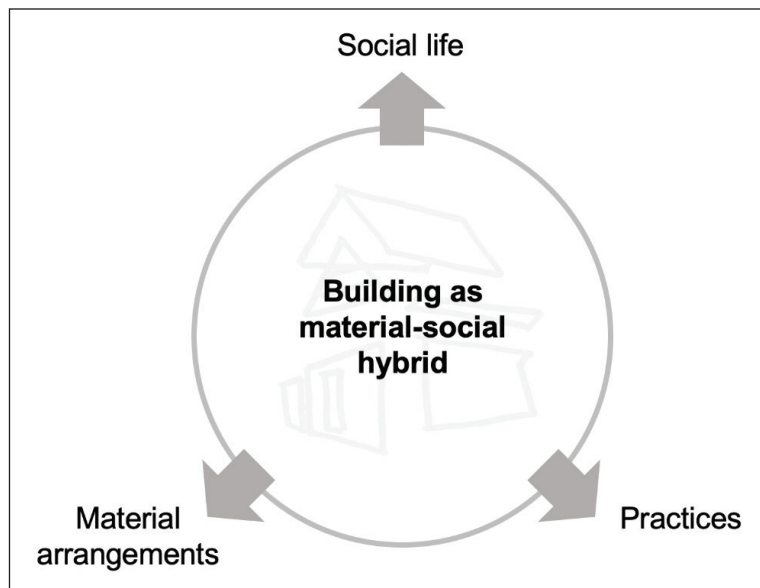 Social life
Building as
material-social
hybrid
Material
arrangements
Practices